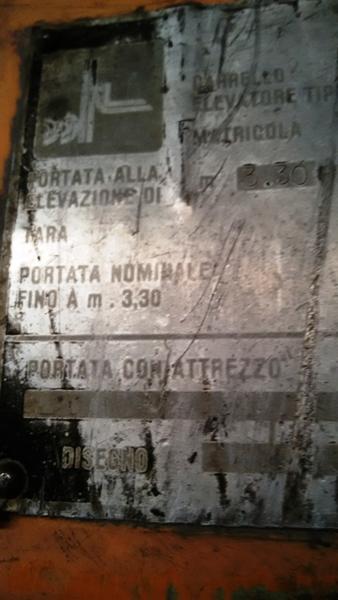 CARRELLO
ELEVATORE TIP
MATRICOLA
PORTATA ALLA
ELEVAZIONE DI
m 3.30
TARA
PORTATA NOMINALE
FINO A m . 3,30
PORTATA CON ATTREZZO
DISEGNO